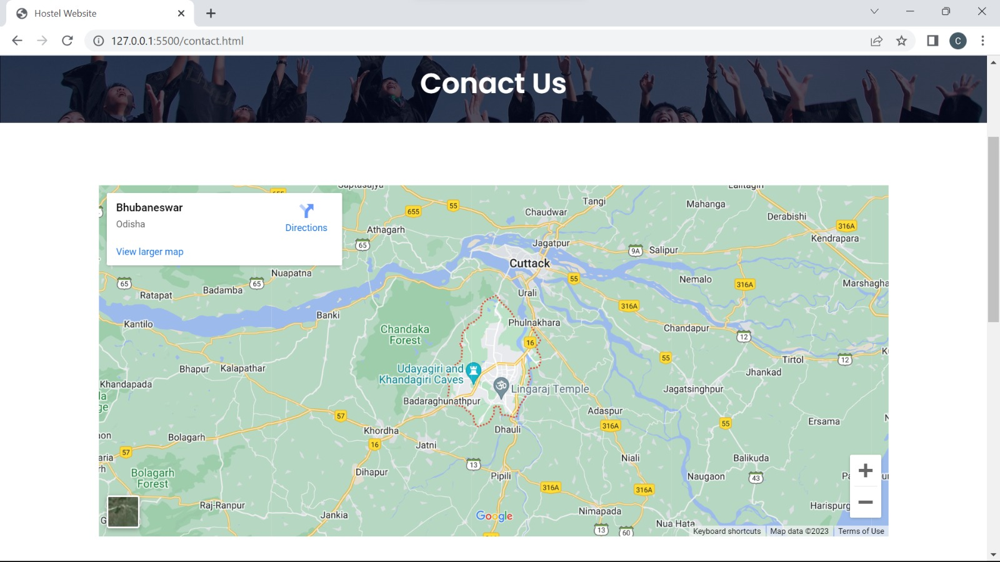 Hostel Website
127.0.0.1:5500/contact.html
C
Conact Us
Bhubaneswar
Odisha
Directions
View larger map
Tangi
Mahanga
Chaudwar
Derabishi
655
55
316A
Athagarh
Kendrapara
65
Jagatpur
9A
Salipur
Cuttack
Nuapatna
55
Nemalo
65
65
316A
Badamba
Ratapat
Urali
316A
Banki
Kantilo
Phulnakhara
Chandapur
Chandaka
Forest
12
16
55
Tirtol
12
Bhapur
Kalapathar
Udayagiri and
Khandagiri Caves
Jhankad
Khandapada
Lingaraj Temple
Jagatsinghpur
Badaraghunathpur
Adaspur
57
Ersama
316A
55
Khordha
Dhauli
Bolagarh
16
Jatni
57
Niali
Balikuda
13
Bolagarh
Forest
Dihapur
Pipili
Naugaon
43
316A
316A
Raj-Ranpur
Harispurg
Nimapada
Jankia
Google
Nua Hata
13
60
Keyboard shortcuts
Map data ©2023
Terms of Use